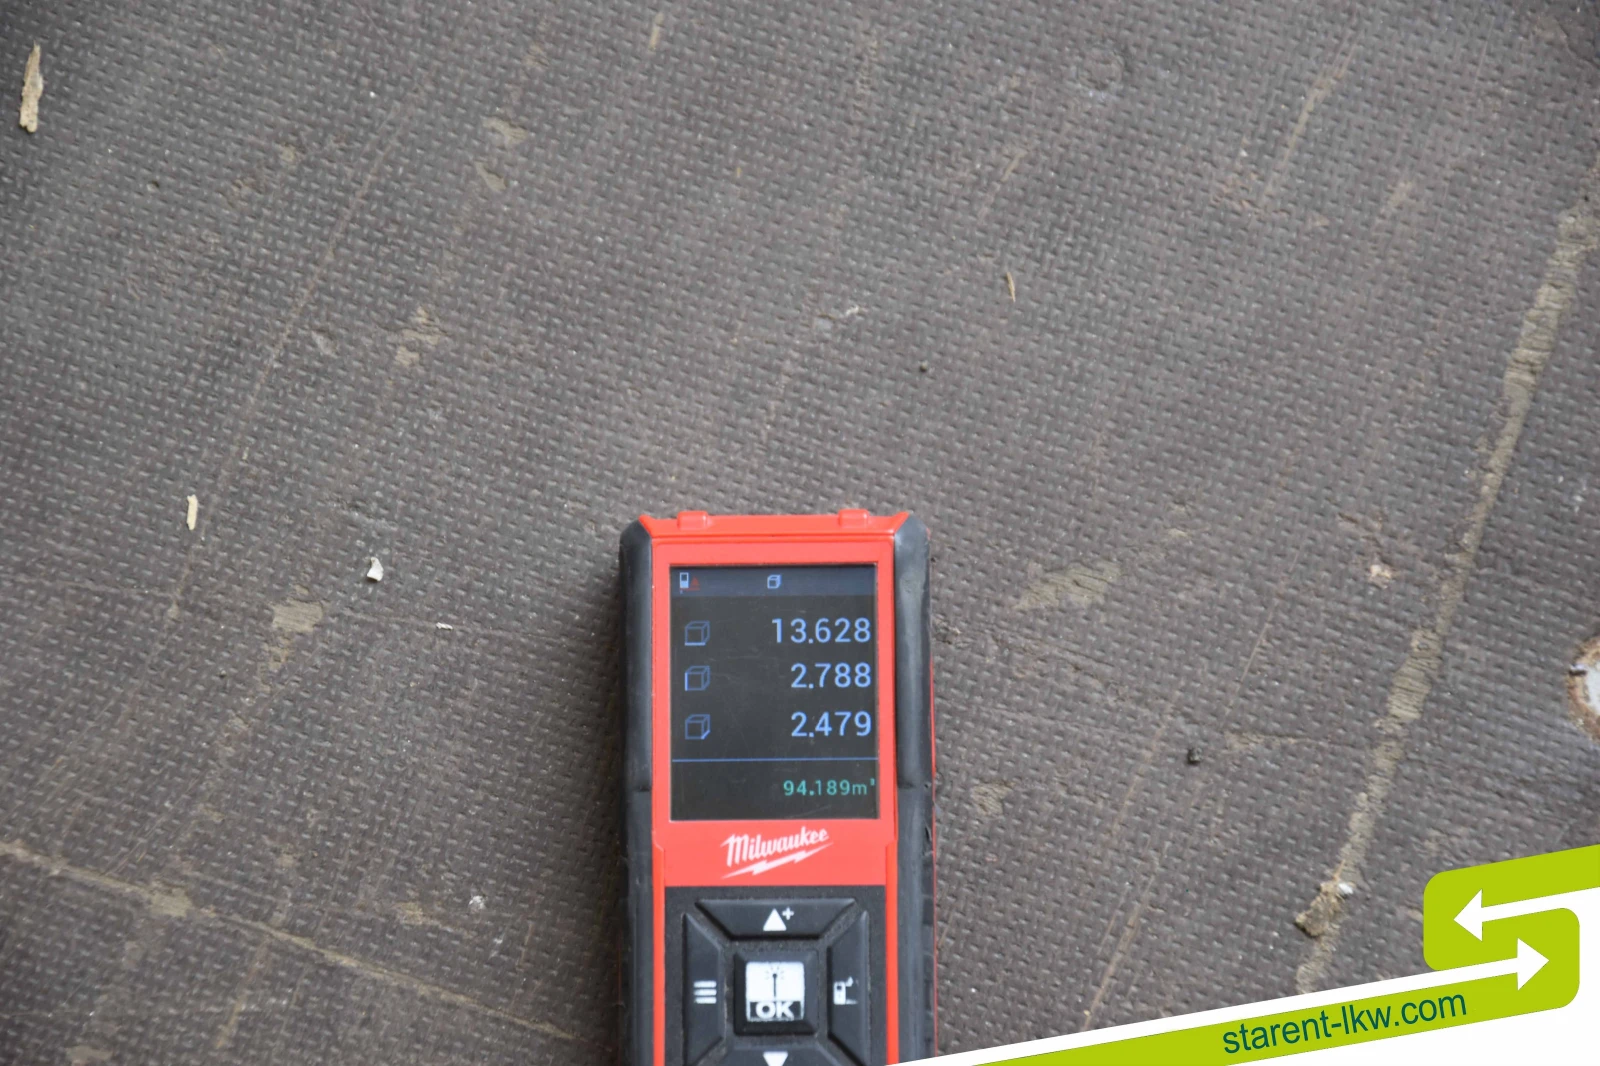 13.628
2.788
2.479
94.189m³
Milwaukee
OK
starent-lkw.com